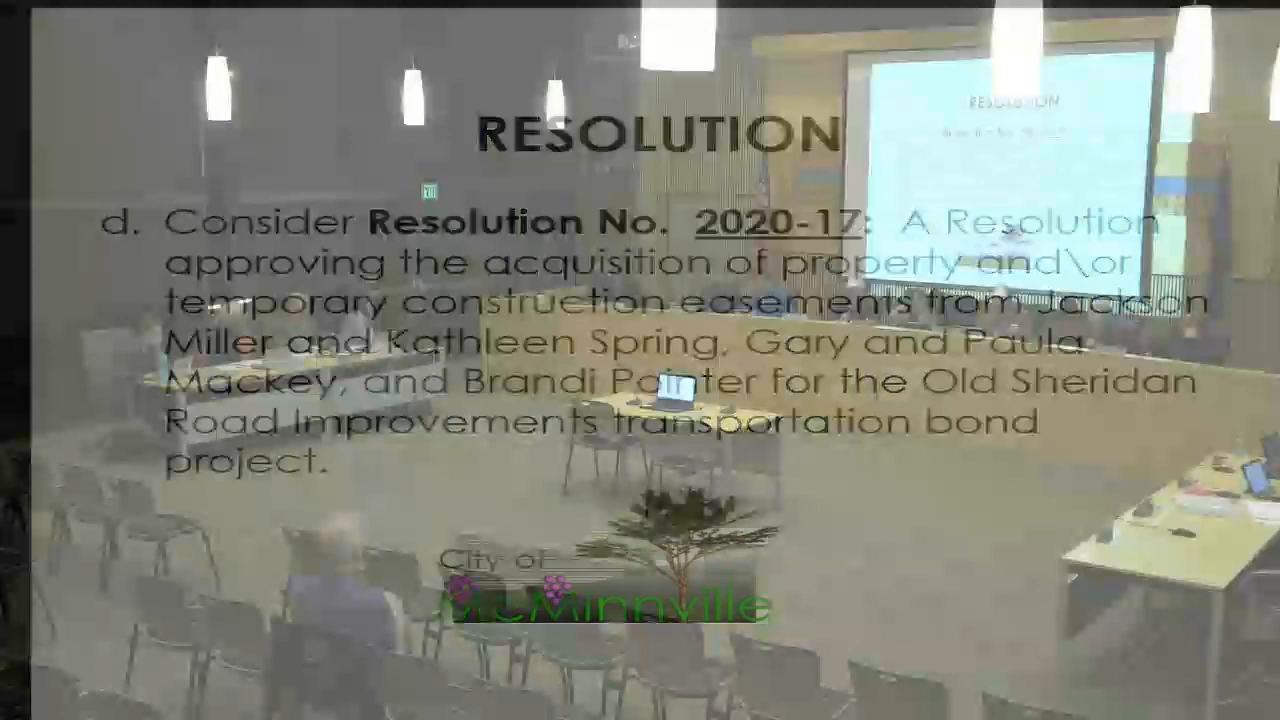 RESOLUTION
RESOLUTION
d. Consider Resolution No. 2020-17: A Resolution
approving the acquisition of property and\or
temporary construction easements from Jackson
Miller and Kathleen Spring, Gary and Paula
Mackey, and Brandi Painter for the Old Sheridan
Road Improvements transportation bond
project.
City of
McMinnville